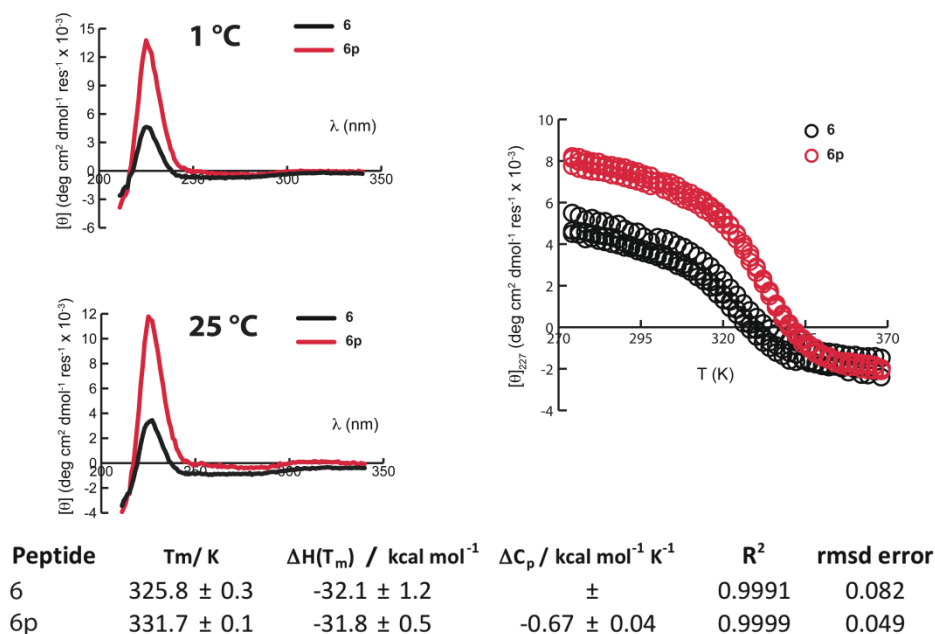 1 °C
6
6p
[θ] (deg cm² dmol⁻¹ res⁻¹ x 10⁻³)
15
12
9
6
3
0
-3
-6
200
250
300
350
λ (nm)
25 °C
6
6p
[θ] (deg cm² dmol⁻¹ res⁻¹ x 10⁻³)
12
10
8
6
4
2
0
-2
-4
200
250
300
350
λ (nm)
6
6p
[θ]₂₂₇ (deg cm² dmol⁻¹ res⁻¹ x 10⁻³)
10
8
6
4
2
0
-2
-4
270
295
320
345
370
T (K)
Peptide Tm/ K ΔH(Tₘ) / kcal mol⁻¹ ΔCₚ / kcal mol⁻¹ K⁻¹ R² rmsd error
6 325.8 ± 0.3 -32.1 ± 1.2 ± 0.9991 0.082
6p 331.7 ± 0.1 -31.8 ± 0.5 -0.67 ± 0.04 0.9999 0.049